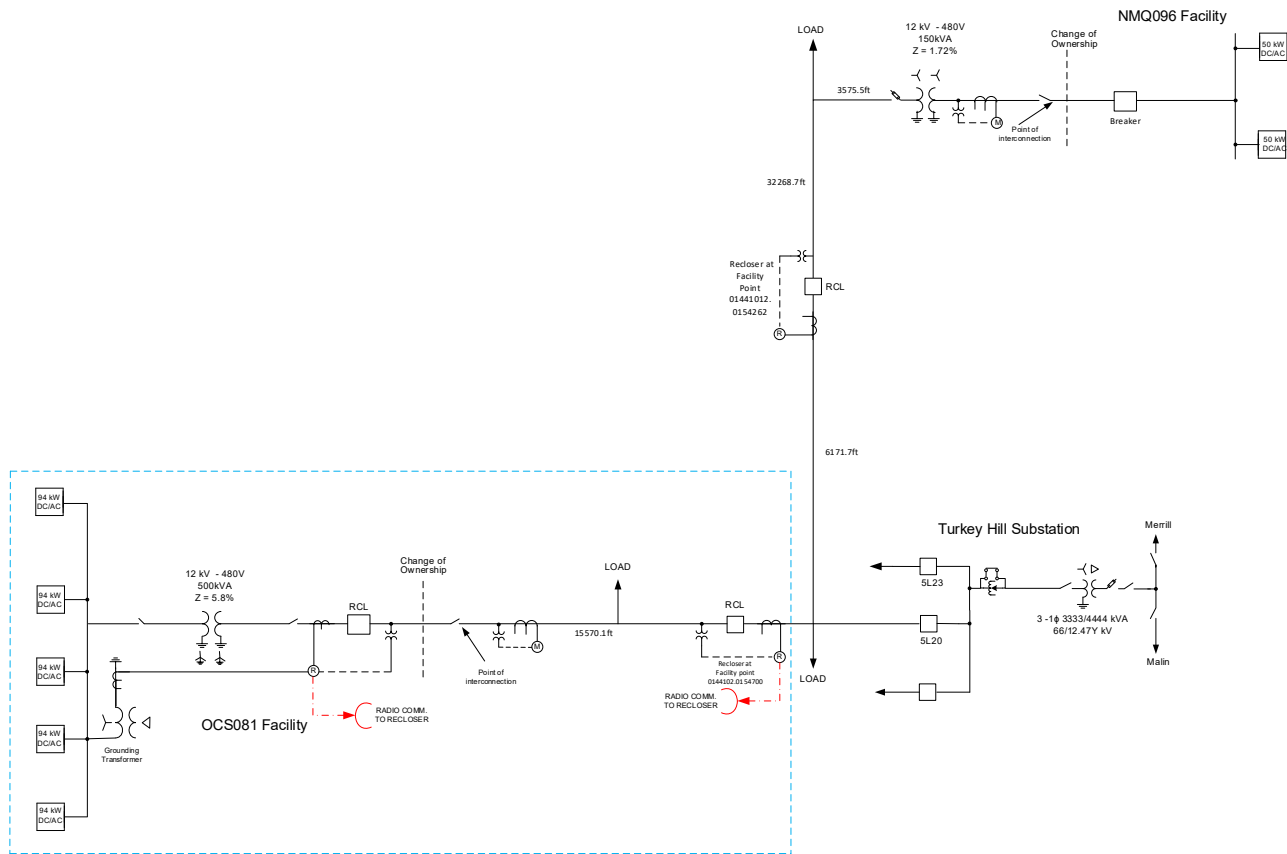 NMQ096 Facility
LOAD
12 kV - 480V
150kVA
Z = 1.72%
Change of
Ownership
50 kW
DC/AC
3575.5ft
M
Point of
interconnection
Breaker
50 kW
DC/AC
32268.7ft
Recloser at
Facility
Point
01441012.
0154262
RCL
R
6171.7ft
94 kW
DC/AC
Turkey Hill Substation
Merrill
12 kV - 480V
500kVA
Z = 5.8%
Change of
Ownership
LOAD
5L23
94 kW
DC/AC
RCL
RCL
3 -1ϕ 3333/4444 kVA
66/12.47Y kV
15570.1ft
5L20
M
94 kW
DC/AC
R
Point of
interconnection
R
Recloser at
Facility point
0144102.0154700
Malin
LOAD
RADIO COMM.
TO RECLOSER
RADIO COMM.
TO RECLOSER
OCS081 Facility
94 kW
DC/AC
Grounding
Transformer
94 kW
DC/AC